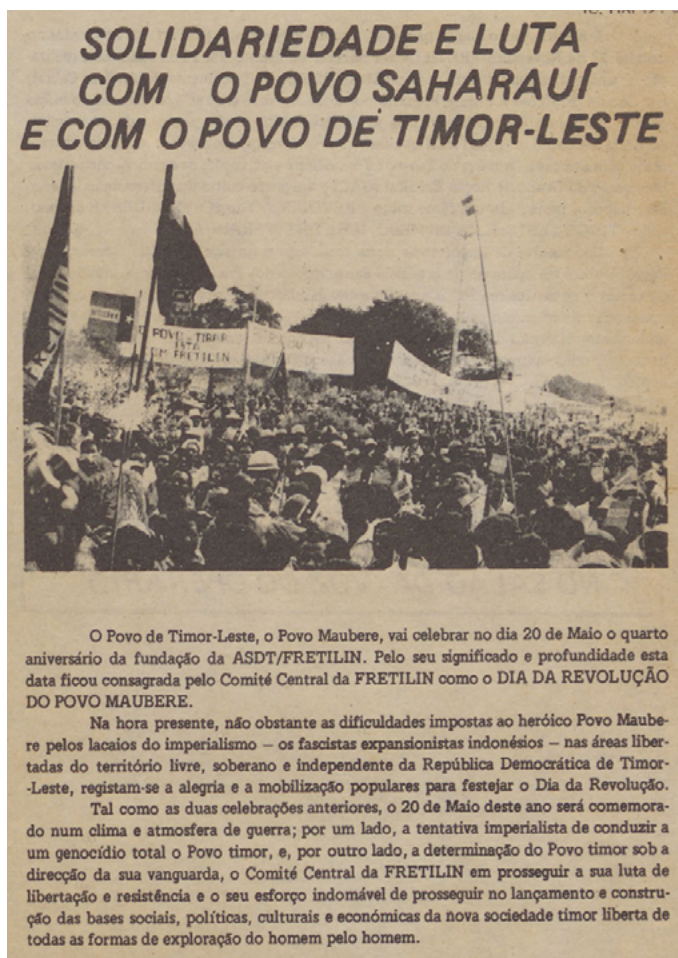 SOLIDARIEDADE E LUTA
COM O POVO SAHARAUÍ
E COM O POVO DE TIMOR-LESTE
O POVO TIMOR
ESTÁ
COM FRETILIN
O Povo de Timor-Leste, o Povo Maubere, vai celebrar no dia 20 de Maio o quarto
aniversário da fundação da ASDT/FRETILIN. Pelo seu significado e profundidade esta
data ficou consagrada pelo Comité Central da FRETILIN como o DIA DA REVOLUÇÃO
DO POVO MAUBERE.
Na hora presente, não obstante as dificuldades impostas ao heróico Povo Maube-
re pelos lacaios do imperialismo — os fascistas expansionistas indonésios — nas áreas liber-
tadas do território livre, soberano e independente da República Democrática de Timor-
-Leste, registam-se a alegria e a mobilização populares para festejar o Dia da Revolução.
Tal como as duas celebrações anteriores, o 20 de Maio deste ano será comemora-
do num clima e atmosfera de guerra; por um lado, a tentativa imperialista de conduzir a
um genocídio total o Povo timor, e, por outro lado, a determinação do Povo timor sob a
direcção da sua vanguarda, o Comité Central da FRETILIN em prosseguir a sua luta de
libertação e resistência e o seu esforço indomável de prosseguir no lançamento e constru-
ção das bases sociais, políticas, culturais e económicas da nova sociedade timor liberta de
todas as formas de exploração do homem pelo homem.